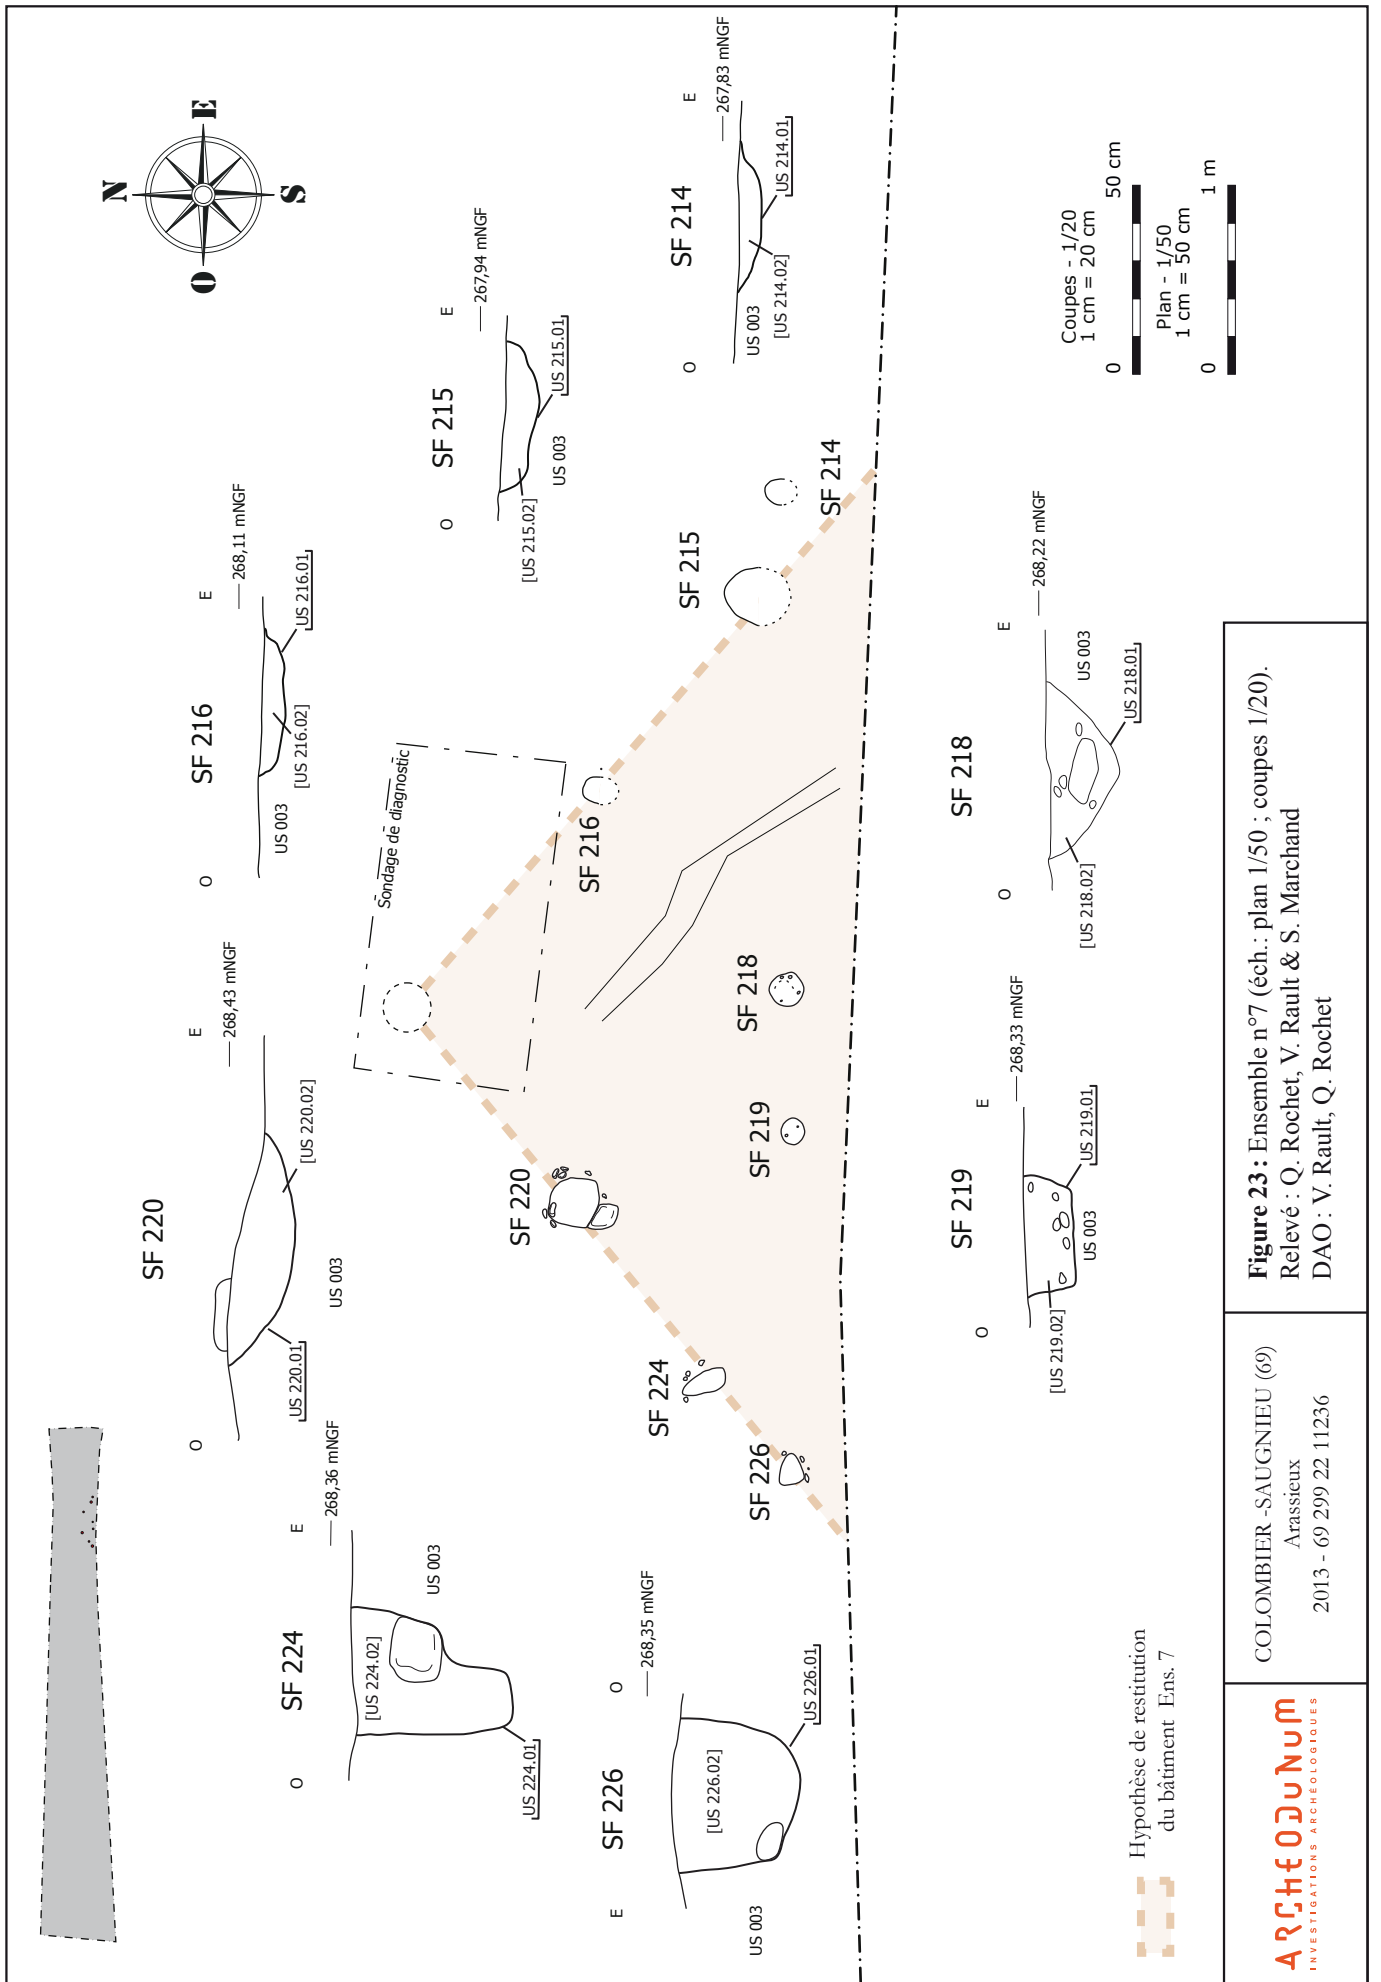 N
E
S
O
SF 220
O
E
268,43 mNGF
US 220.01
[US 220.02]
US 003
SF 216
O
E
268,11 mNGF
US 003
[US 216.02]
US 216.01
SF 215
O
E
267,94 mNGF
[US 215.02]
US 003
US 215.01
SF 214
O
E
267,83 mNGF
US 003
[US 214.02]
US 214.01
SF 224
O
E
268,36 mNGF
[US 224.02]
US 003
US 224.01
SF 226
E
O
268,35 mNGF
US 003
[US 226.02]
US 226.01
Sondage de diagnostic
SF 220
SF 216
SF 215
SF 214
SF 224
SF 226
SF 219
SF 218
SF 219
O
E
268,33 mNGF
[US 219.02]
US 003
US 219.01
SF 218
O
E
268,22 mNGF
[US 218.02]
US 003
US 218.01
Coupes - 1/20
1 cm = 20 cm
0
50 cm
Plan - 1/50
1 cm = 50 cm
0
1 m
Hypothèse de restitution
du bâtiment Ens. 7
ARCHEODUNUM
INVESTIGATIONS ARCHÉOLOGIQUES
COLOMBIER -SAUGNIEU (69)
Arassieux
2013 - 69 299 22 11236
Figure 23 : Ensemble n°7 (éch.: plan 1/50 ; coupes 1/20).
Relevé : Q. Rochet, V. Rault & S. Marchand
DAO : V. Rault, Q. Rochet